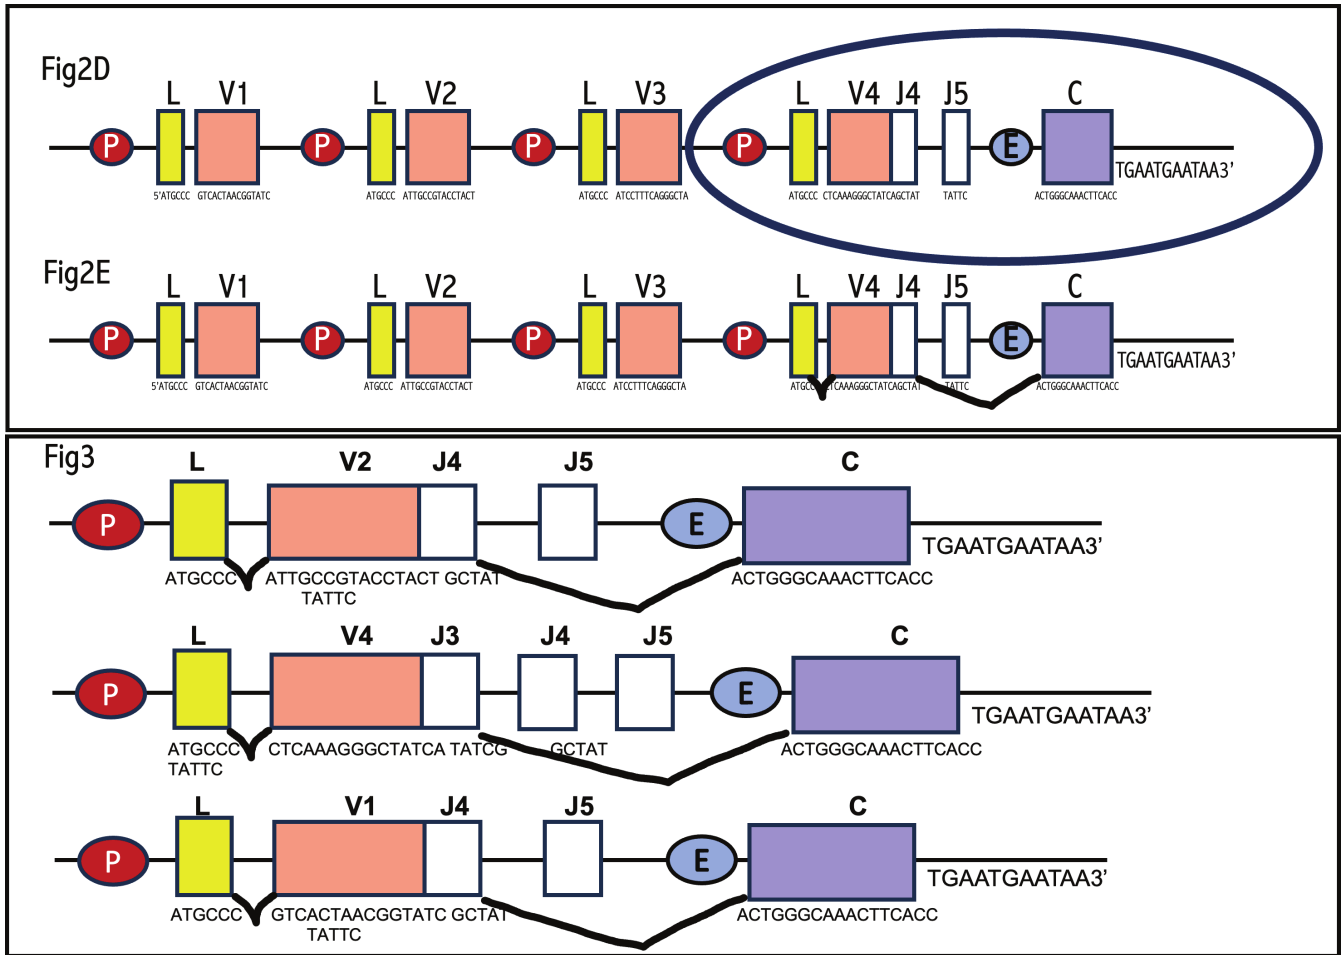 Fig2D
L V1 L V2 L V3 L V4 J4 J5 C
P P P P E
TGAATGAATAA3'
5'ATGCCC GTCACTAACGGTATC ATGCCC ATTGCCGTACCTACT ATGCCC ATCCTTTCAGGGCTA ATGCCC CTCAAAGGGCTATCAGCTAT TATTC ACTGGGCAAACTTCACC
Fig2E
L V1 L V2 L V3 L V4 J4 J5 C
P P P P E
TGAATGAATAA3'
5'ATGCCC GTCACTAACGGTATC ATGCCC ATTGCCGTACCTACT ATGCCC ATCCTTTCAGGGCTA TATTC ACTGGGCAAACTTCACC
Fig3
L V2 J4 J5 C
P E
TGAATGAATAA3'
ATGCCC ATTGCCGTACCTACT GCTAT ACTGGGCAAACTTCACC
TATTC
L V4 J3 J4 J5 C
P E
TGAATGAATAA3'
ATGCCC CTCAAAGGGCTATCA TATCG GCTAT ACTGGGCAAACTTCACC
TATTC
L V1 J4 J5 C
P E
TGAATGAATAA3'
ATGCCC GTCACTAACGGTATC GCTAT ACTGGGCAAACTTCACC
TATTC